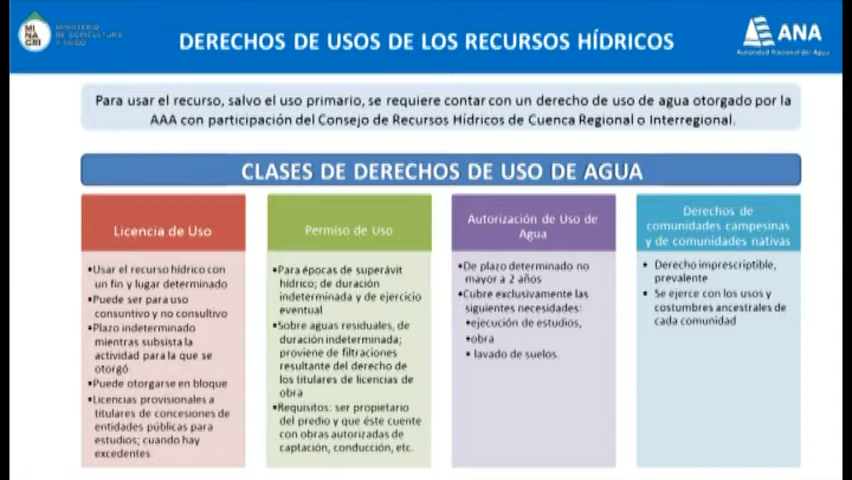 MINAGRI
MINISTERIO
DE AGRICULTURA
Y RIEGO
DERECHOS DE USOS DE LOS RECURSOS HÍDRICOS
ANA
Autoridad Nacional del Agua
Para usar el recurso, salvo el uso primario, se requiere contar con un derecho de uso de agua otorgado por la
AAA con participación del Consejo de Recursos Hídricos de Cuenca Regional o Interregional.
CLASES DE DERECHOS DE USO DE AGUA
Licencia de Uso
•Usar el recurso hídrico con
un fin y lugar determinado
•Puede ser para uso
consuntivo y no consultivo
•Plazo indeterminado
mientras subsista la
actividad para la que se
otorgó
•Puede otorgarse en bloque
•Licencias provisionales a
titulares de concesiones de
entidades públicas para
estudios; cuando hay
excedentes
Permiso de Uso
•Para épocas de superávit
hídrico; de duración
indeterminada y de ejercicio
eventual
•Sobre aguas residuales, de
duración indeterminada;
proviene de filtraciones
resultante del derecho de
los titulares de licencias de
obra
•Requisitos: ser propietario
del predio y que éste cuente
con obras autorizadas de
captación, conducción, etc.
Autorización de Uso de
Agua
•De plazo determinado no
mayor a 2 años
•Cubre exclusivamente las
siguientes necesidades:
•ejecución de estudios,
•obra
• lavado de suelos
Derechos de
comunidades campesinas
y de comunidades nativas
• Derecho imprescriptible,
prevalente
• Se ejerce con los usos y
costumbres ancestrales de
cada comunidad